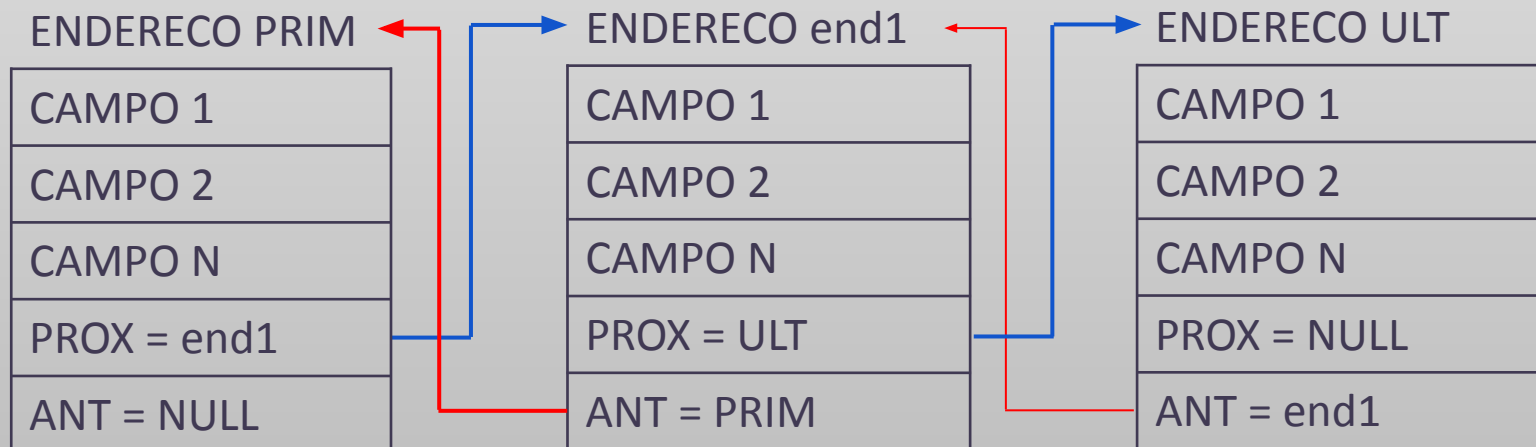 ENDERECO PRIM
CAMPO 1
CAMPO 2
CAMPO N
PROX = end1
ANT = NULL
ENDERECO end1
CAMPO 1
CAMPO 2
CAMPO N
PROX = ULT
ANT = PRIM
ENDERECO ULT
CAMPO 1
CAMPO 2
CAMPO N
PROX = NULL
ANT = end1